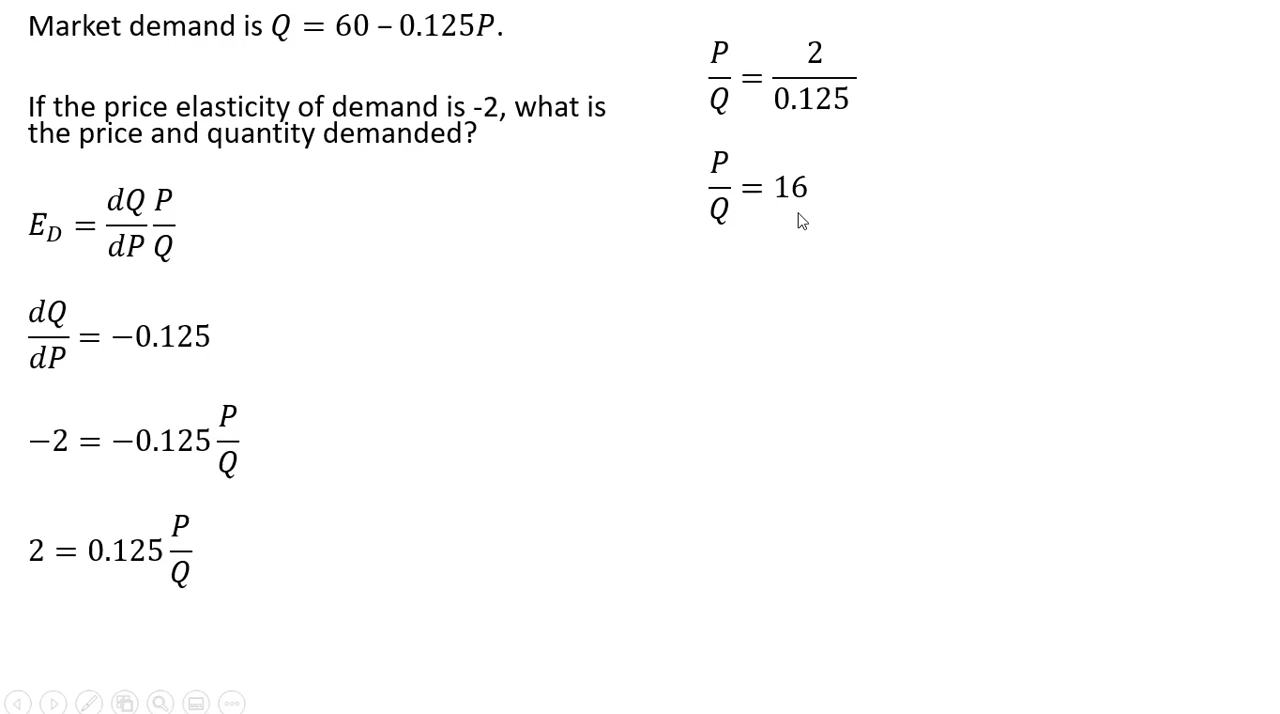 Market demand is Q = 60 – 0.125P.
If the price elasticity of demand is -2, what is
the price and quantity demanded?
E_D = dQ/dP P/Q
dQ/dP = −0.125
−2 = −0.125 P/Q
2 = 0.125 P/Q
P/Q = 2/0.125
P/Q = 16